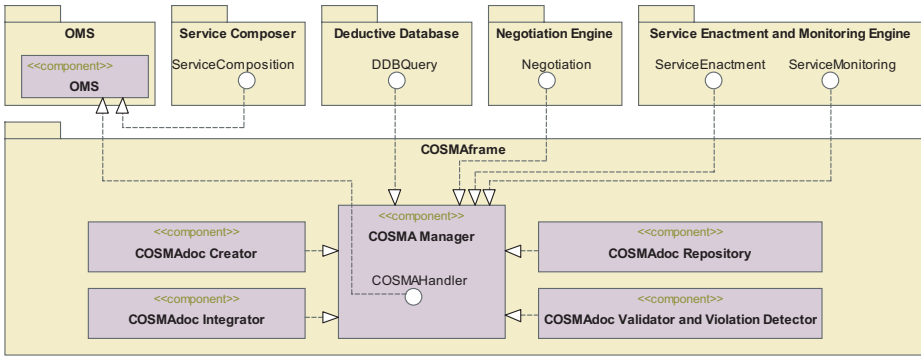 OMS
<<component>>
OMS
Service Composer
ServiceComposition
Deductive Database
DDBQuery
Negotiation Engine
Negotiation
Service Enactment and Monitoring Engine
ServiceEnactment
ServiceMonitoring
COSMAframe
<<component>>
COSMAdoc Creator
<<component>>
COSMAdoc Integrator
<<component>>
COSMA Manager
COSMAHandler
<<component>>
COSMAdoc Repository
<<component>>
COSMAdoc Validator and Violation Detector